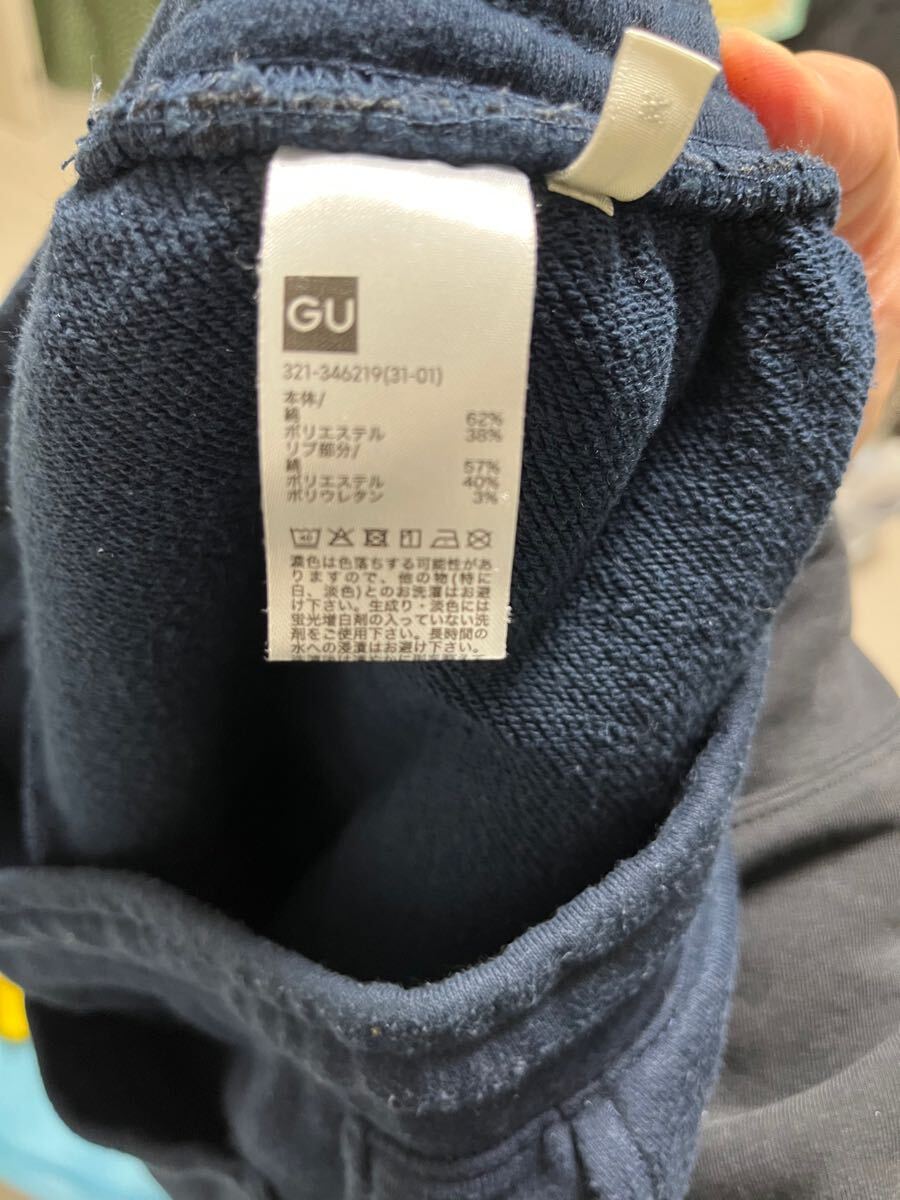 GU
321-346219(31-01)
本体/
綿 62%
ポリエステル 38%
リブ部分/
綿 57%
ポリエステル 40%
ポリウレタン 3%
濃色は色落ちする可能性があ
りますので、他の物(特に
白、淡色)とのお洗濯はお避
け下さい。生成り・淡色には
蛍光増白剤の入っていない洗
剤をご使用下さい。長時間の
水への浸漬はお避け下さい。